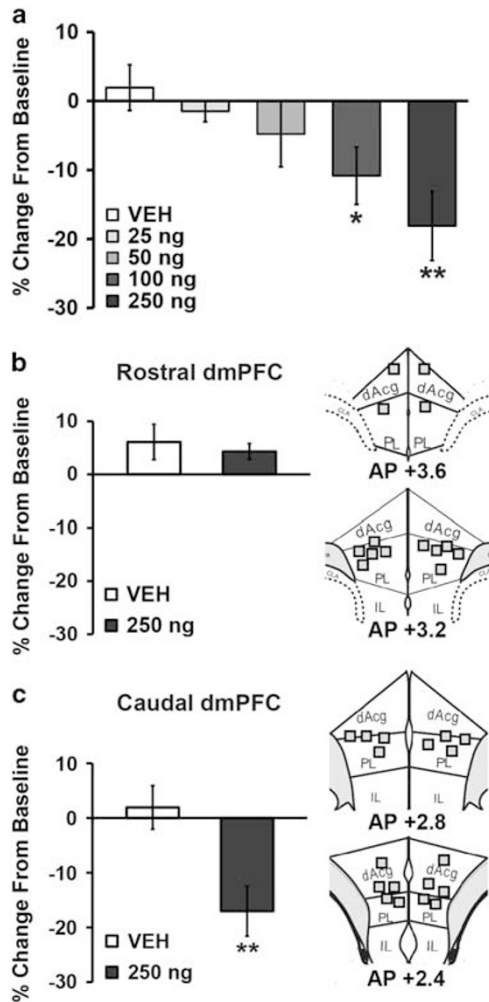 a
% Change From Baseline
10
0
-10
-20
-30
VEH
25 ng
50 ng
100 ng
250 ng
*
**
b
Rostral dmPFC
% Change From Baseline
10
0
-10
-20
-30
VEH
250 ng
dAcg dAcg
PL PL
AP +3.6
dAcg dAcg
PL PL
IL IL
AP +3.2
c
Caudal dmPFC
% Change From Baseline
10
0
-10
-20
-30
VEH
250 ng
**
dAcg dAcg
PL PL
IL IL
AP +2.8
dAcg dAcg
PL PL
IL IL
AP +2.4